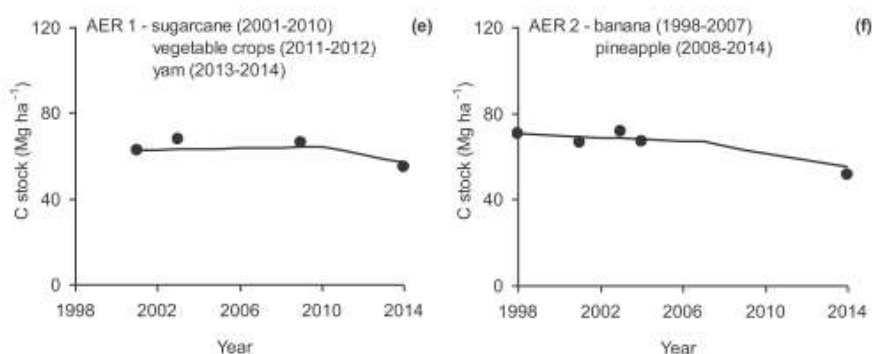 AER 1 - sugarcane (2001-2010)
vegetable crops (2011-2012)
yam (2013-2014)
(e)
120
80
40
0
C stock (Mg ha⁻¹)
1998
2002
2006
2010
2014
Year
AER 2 - banana (1998-2007)
pineapple (2008-2014)
(f)
120
80
40
0
C stock (Mg ha⁻¹)
1998
2002
2006
2010
2014
Year